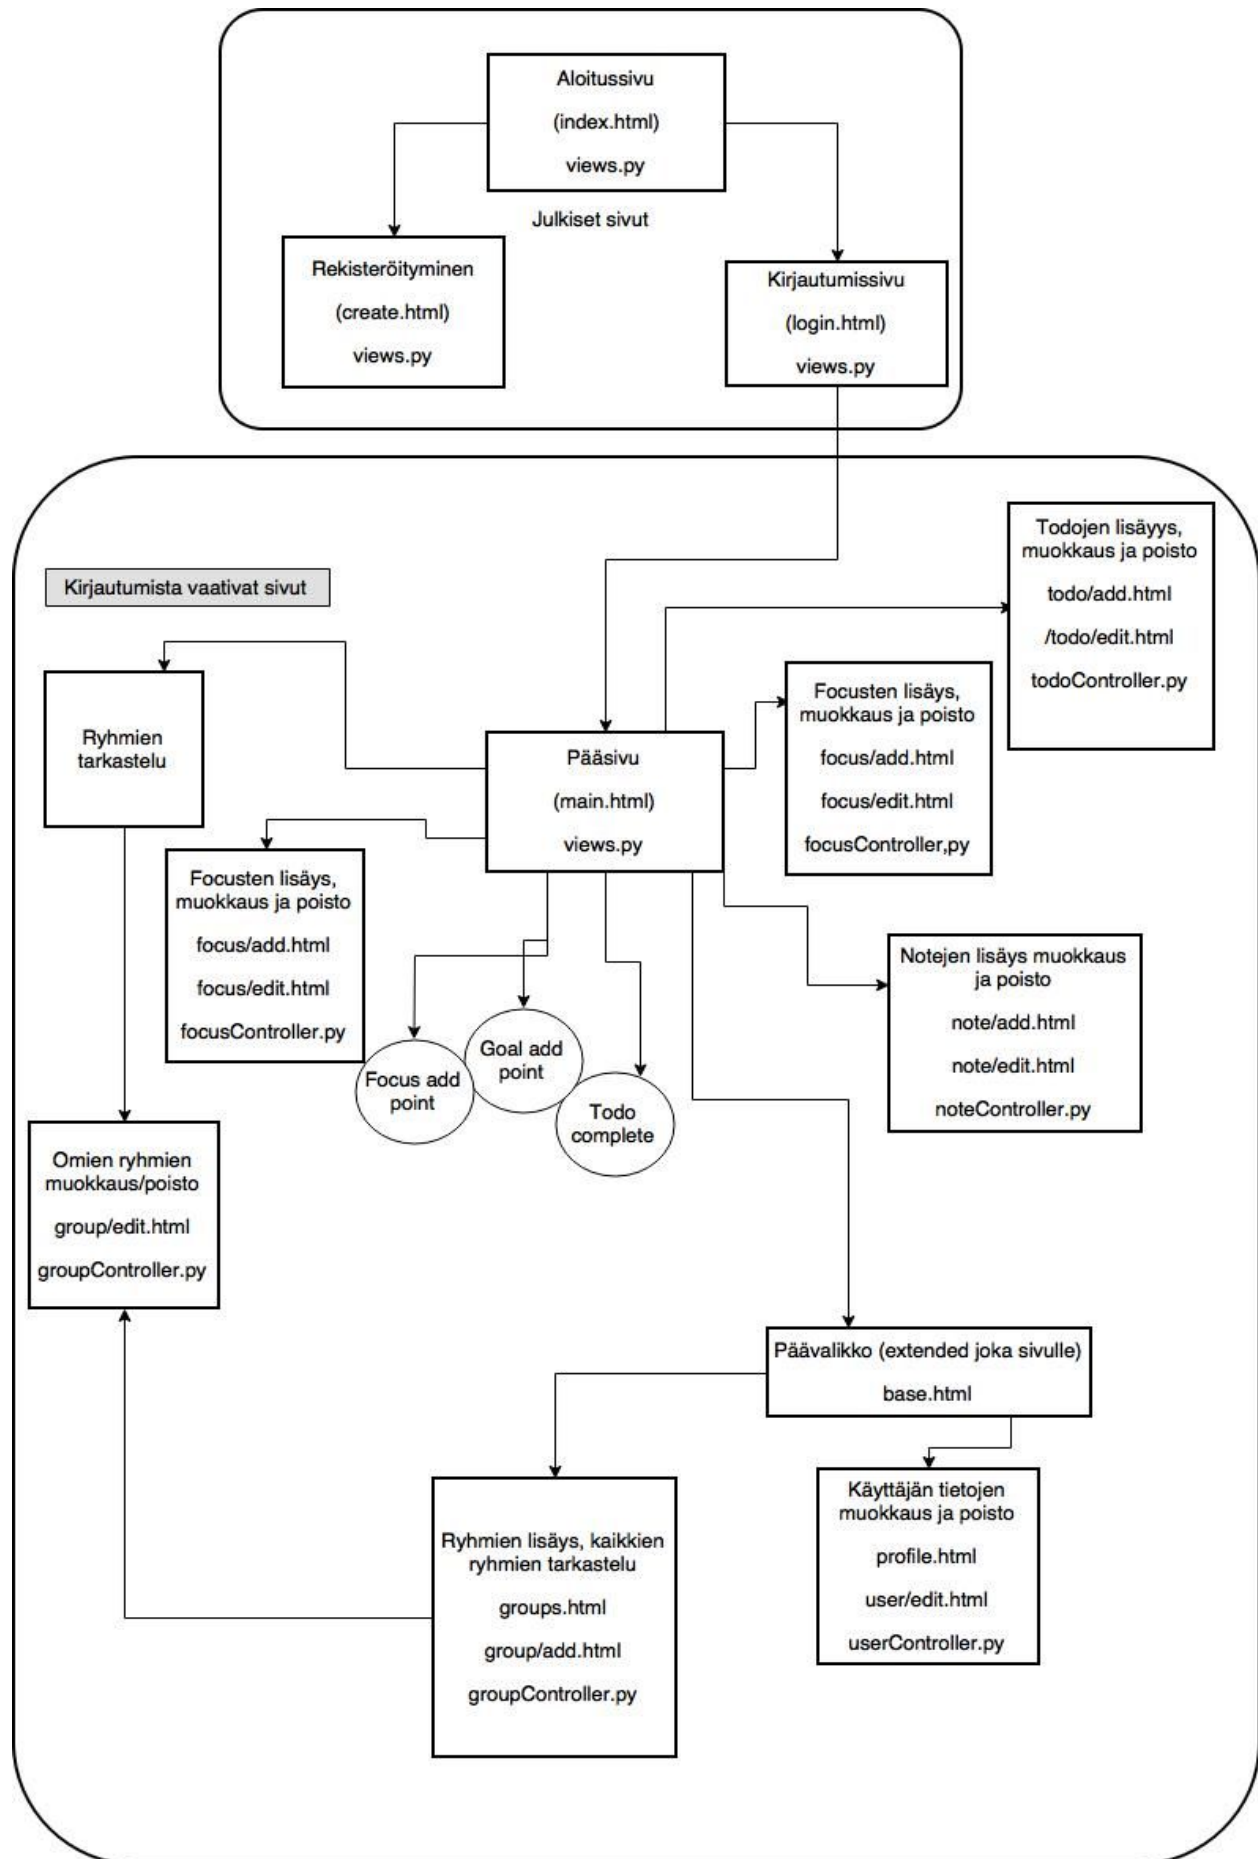 Aloitussivu
(index.html)
views.py
Julkiset sivut
Rekisteröityminen
(create.html)
views.py
Kirjautumissivu
(login.html)
views.py
Kirjautumista vaativat sivut
Todojen lisäyys,
muokkaus ja poisto
todo/add.html
/todo/edit.html
todoController.py
Ryhmien
tarkastelu
Focusten lisäys,
muokkaus ja poisto
focus/add.html
focus/edit.html
focusController,py
Pääsivu
(main.html)
views.py
Focusten lisäys,
muokkaus ja poisto
focus/add.html
focus/edit.html
focusController.py
Notejen lisäys muokkaus
ja poisto
note/add.html
note/edit.html
noteController.py
Focus add
point
Goal add
point
Todo
complete
Omien ryhmien
muokkaus/poisto
group/edit.html
groupController.py
Päävalikko (extended joka sivulle)
base.html
Ryhmien lisäys, kaikkien
ryhmien tarkastelu
groups.html
group/add.html
groupController.py
Käyttäjän tietojen
muokkaus ja poisto
profile.html
user/edit.html
userController.py